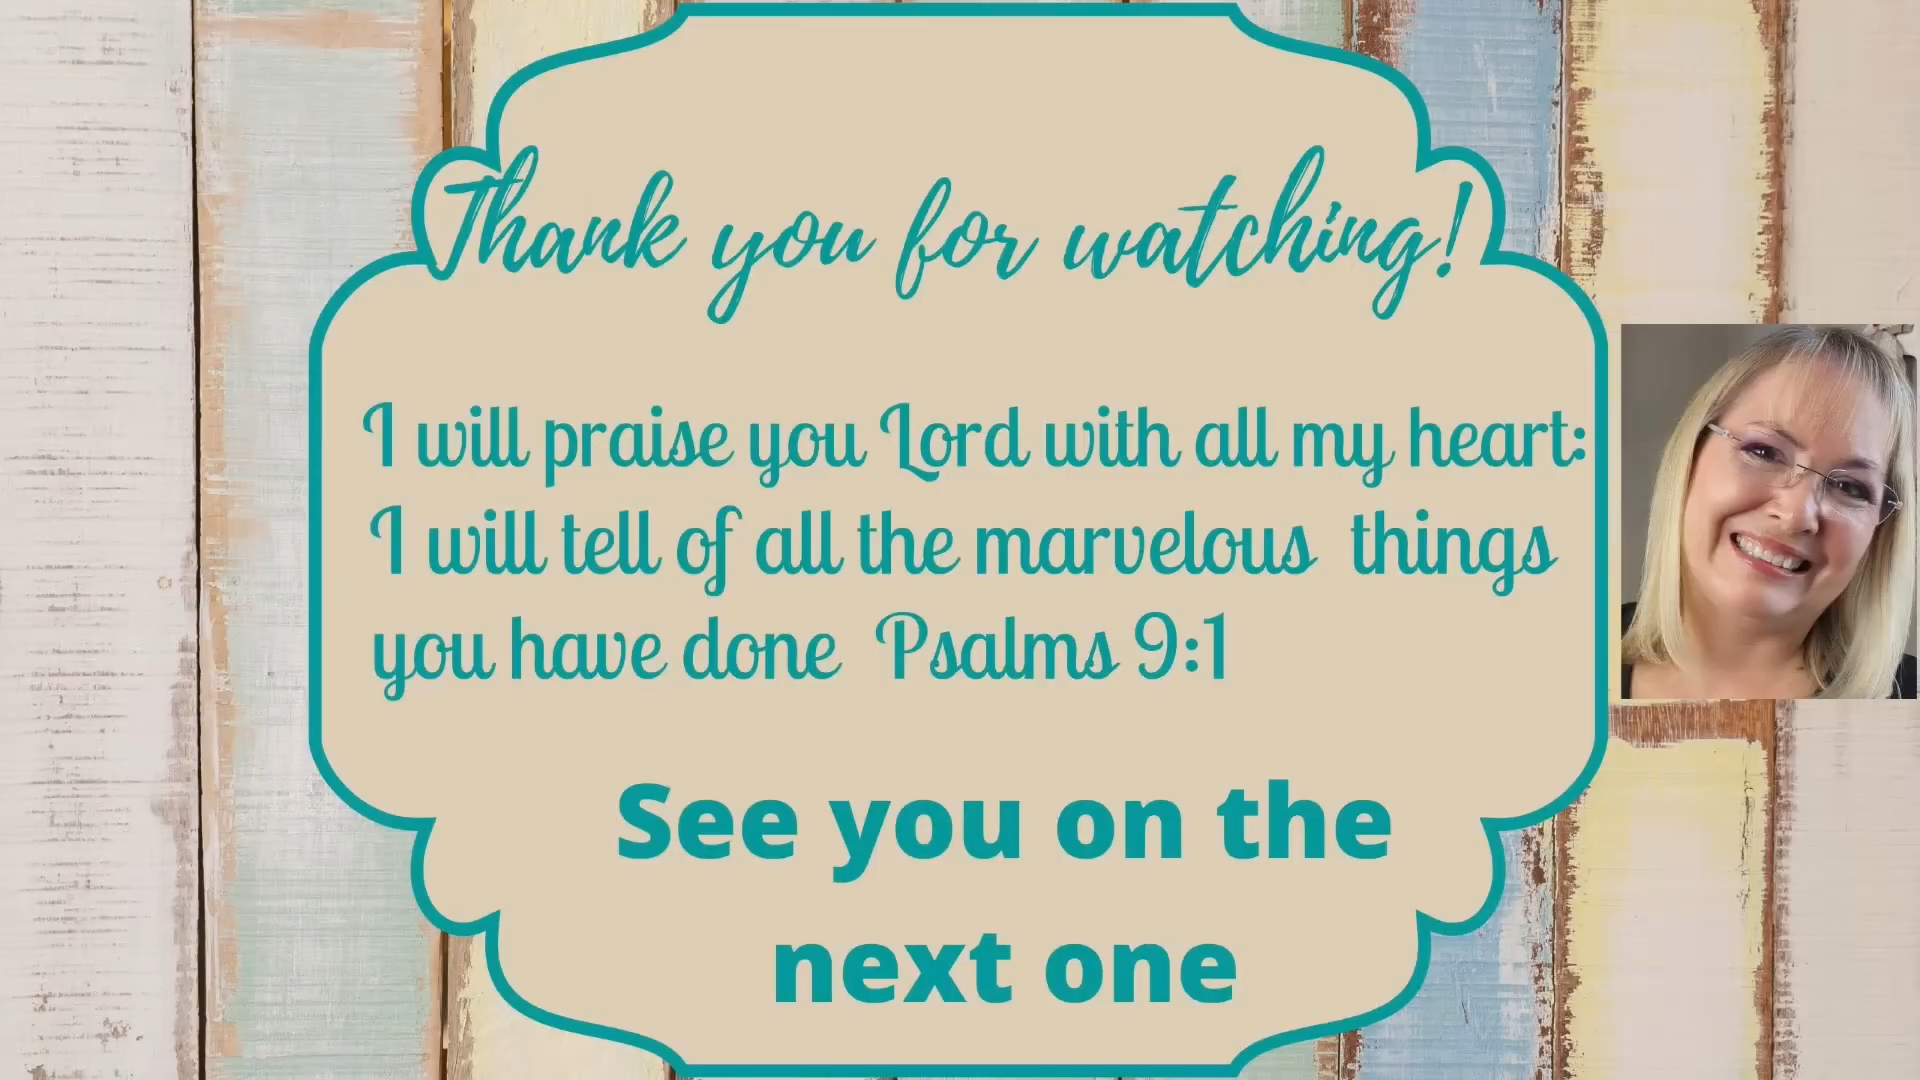 Thank you for watching!
I will praise you Lord with all my heart:
I will tell of all the marvelous things
you have done Psalms 9:1
See you on the
next one